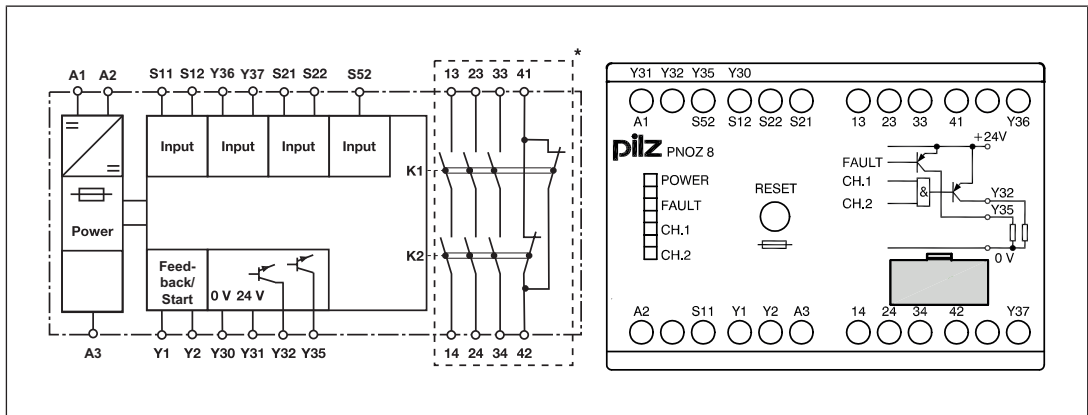 *
A1 A2 S11 S12 Y36 Y37 S21 S22 S52 13 23 33 41
Input Input Input Input
K1
Power
K2
Feed-
back/
Start
0 V 24 V
A3 Y1 Y2 Y30 Y31 Y32 Y35 14 24 34 42
Y31 Y32 Y35 Y30
A1 S52 S12 S22 S21 13 23 33 41 Y36
pilz PNOZ 8
+24V
POWER
FAULT
CH.1
CH.2
RESET
FAULT
CH.1
CH.2
&
Y32
Y35
0 V
A2 S11 Y1 Y2 A3 14 24 34 42 Y37